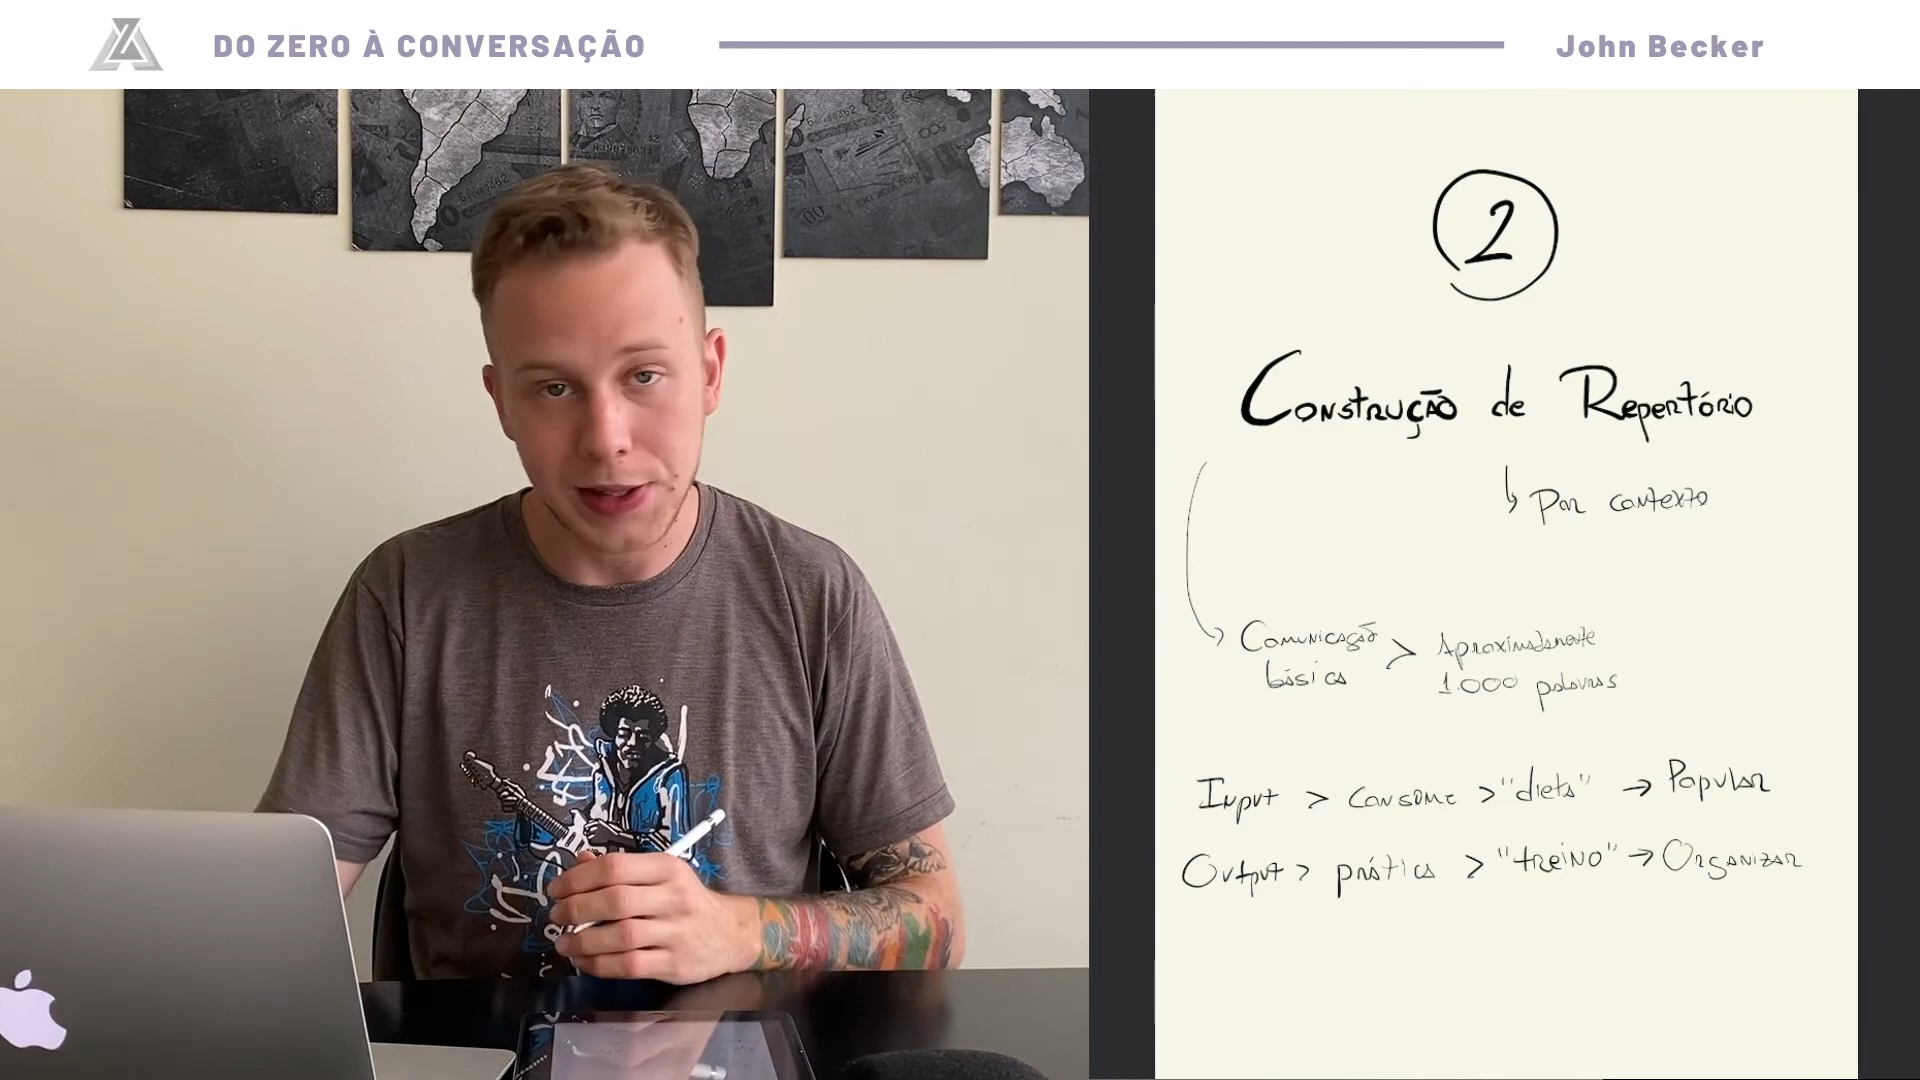 DO ZERO À CONVERSAÇÃO
John Becker
2
Construção de Repertório
↳ Por contexto
Comunicação básica > Aproximadamente 1.000 palavras
Input > consome > "dieta" → Popular
Output > prática > "treino" → Organizar